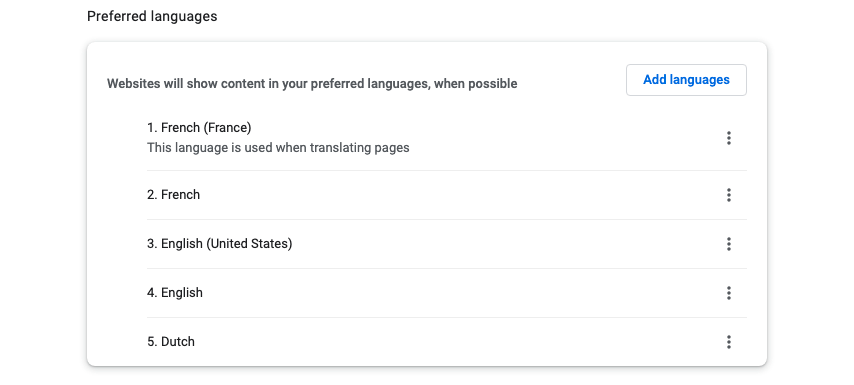 Preferred languages
Websites will show content in your preferred languages, when possible
Add languages
1. French (France)
This language is used when translating pages
2. French
3. English (United States)
4. English
5. Dutch